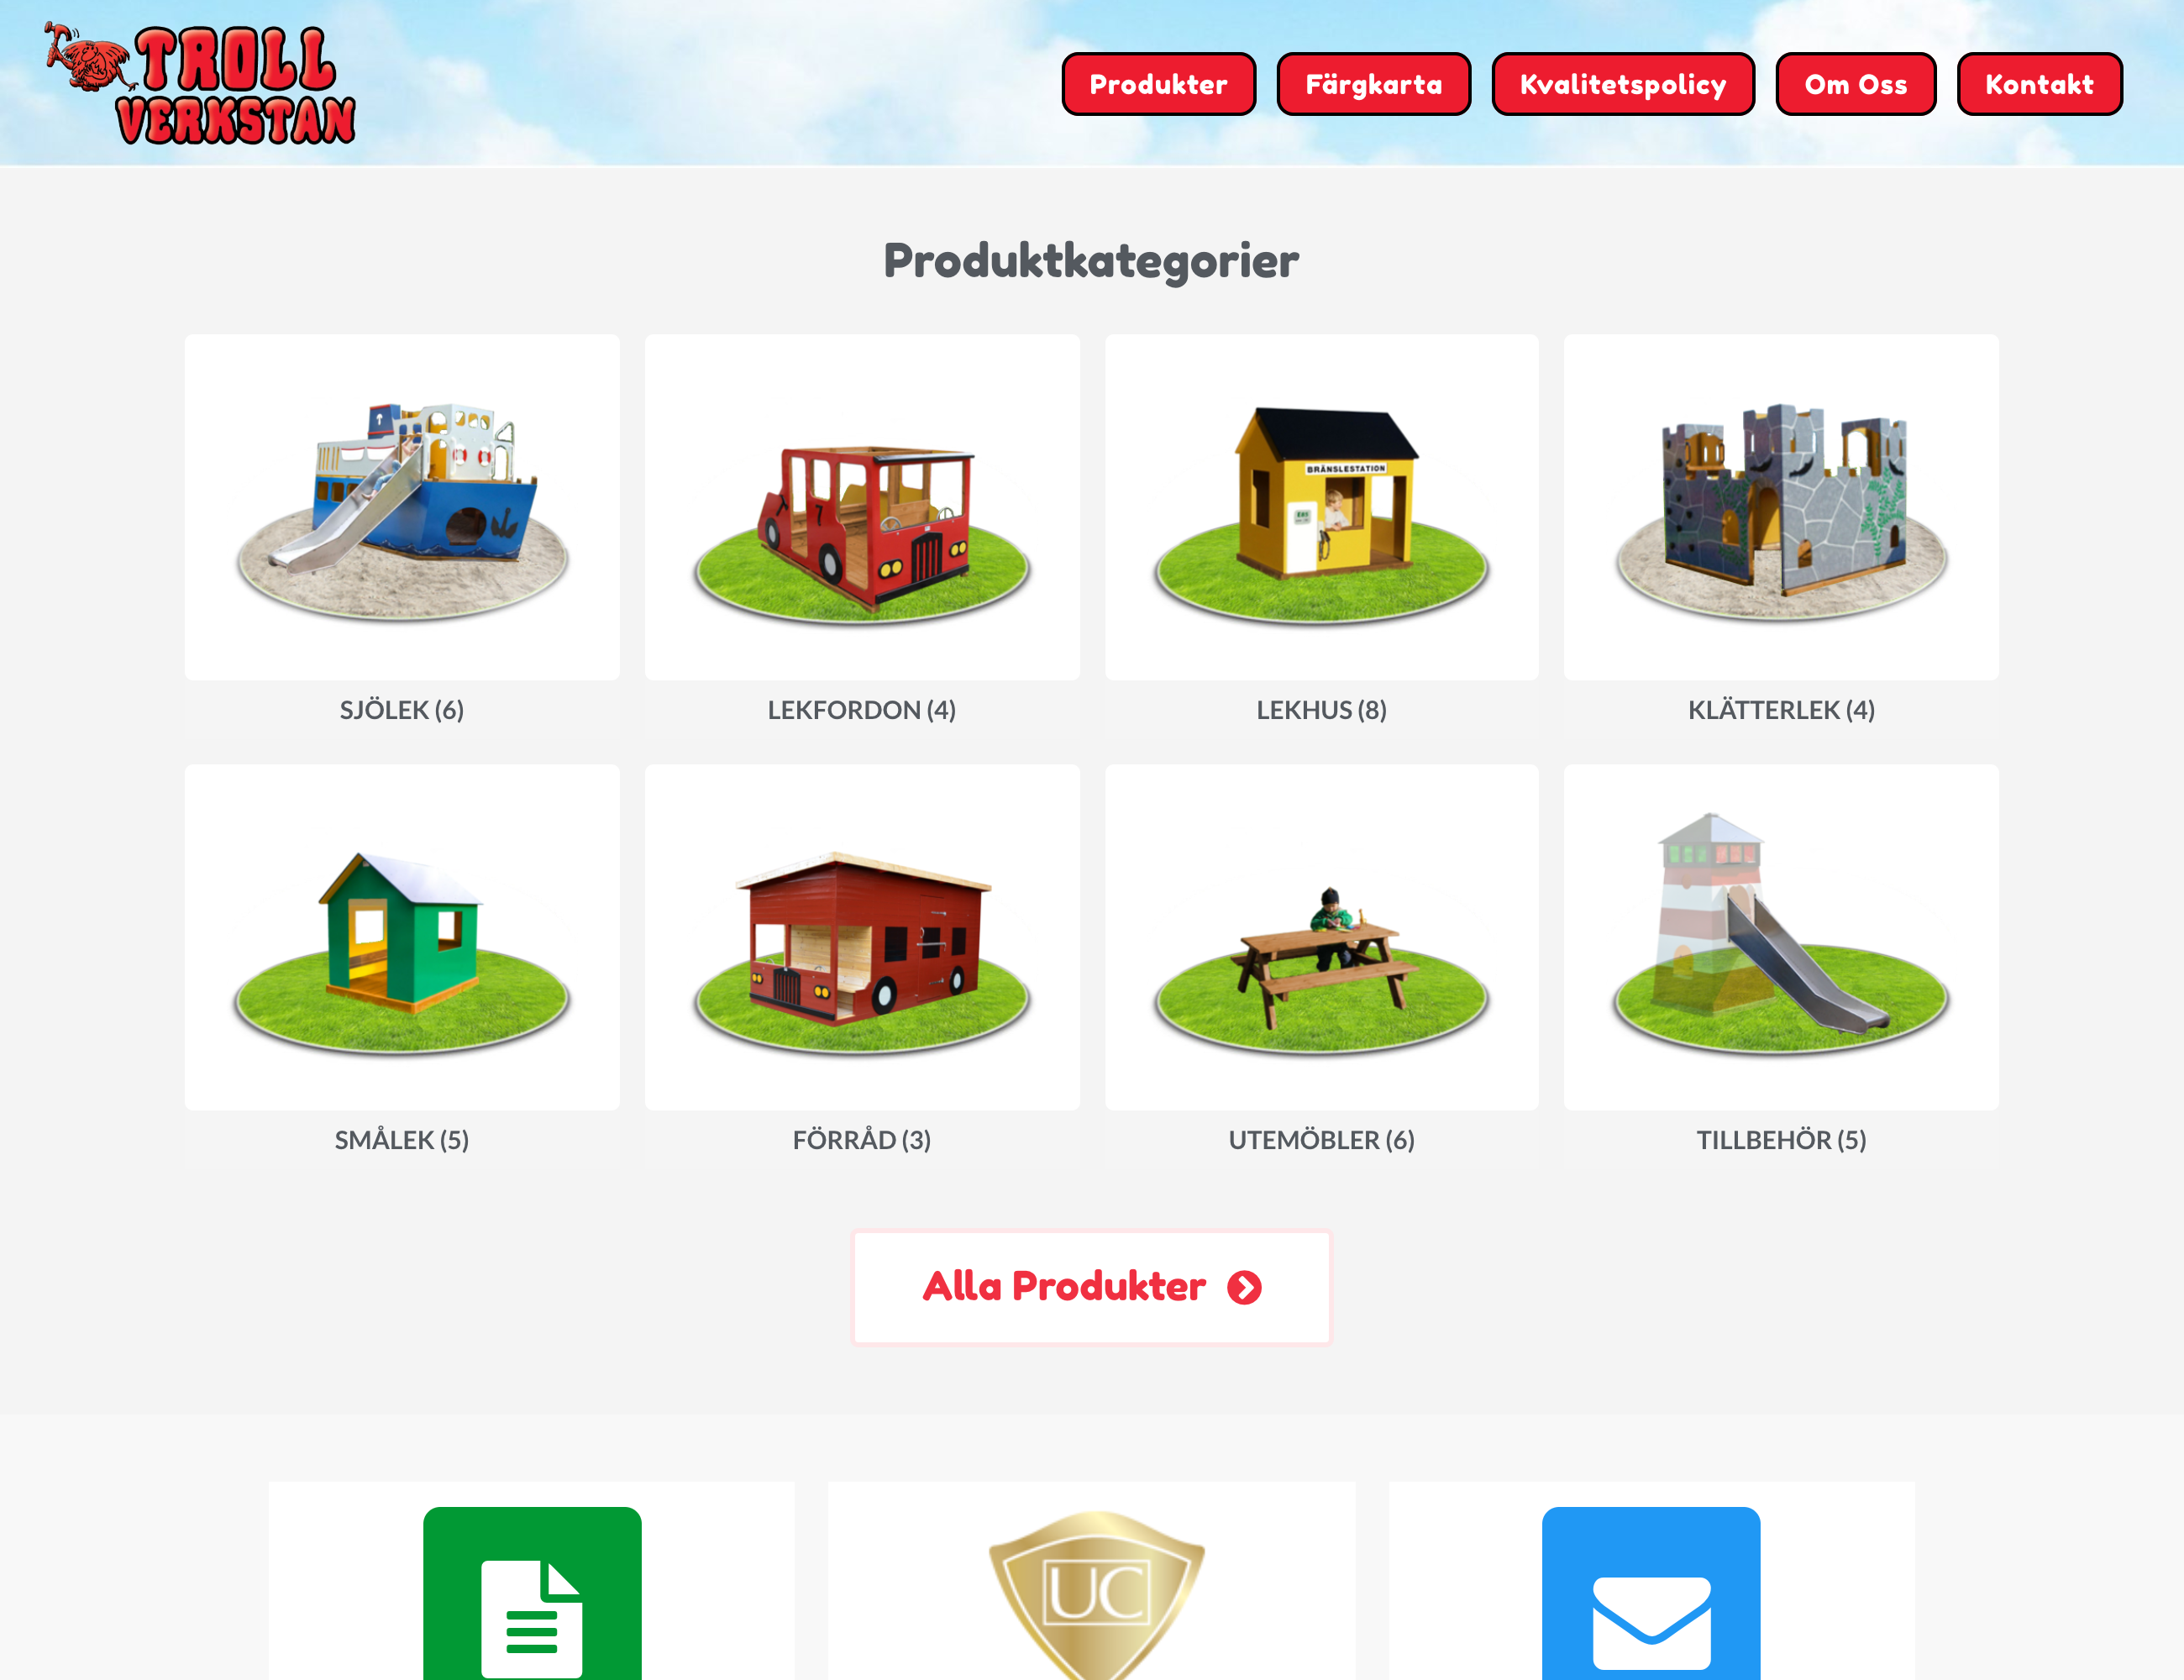 TROLL
VERKSTAN
Produkter
Färgkarta
Kvalitetspolicy
Om Oss
Kontakt
Produktkategorier
BRÄNSLESTATION
SJÖLEK (6)
LEKFORDON (4)
LEKHUS (8)
KLÄTTERLEK (4)
SMÅLEK (5)
FÖRRÅD (3)
UTEMÖBLER (6)
TILLBEHÖR (5)
Alla Produkter
UC